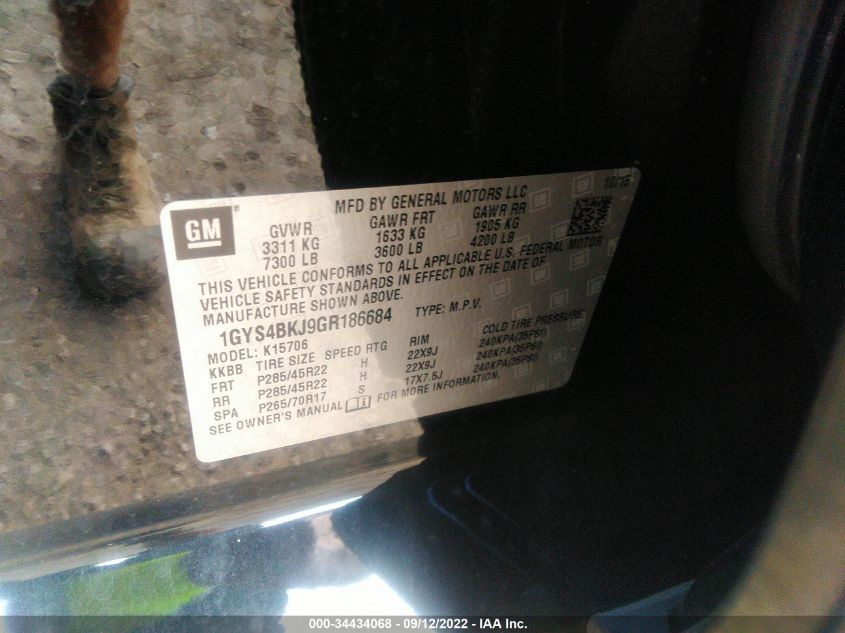 MFD BY GENERAL MOTORS LLC
GM ®
GVWR GAWR FRT GAWR RR
3311 KG 1633 KG 1905 KG
7300 LB 3600 LB 4200 LB
THIS VEHICLE CONFORMS TO ALL APPLICABLE U.S. FEDERAL MOTOR
VEHICLE SAFETY STANDARDS IN EFFECT ON THE DATE OF
MANUFACTURE SHOWN ABOVE.
1GYS4BKJ9GR186684 TYPE: M.P.V.
MODEL: K15706
KKBB TIRE SIZE SPEED RTG RIM COLD TIRE PRESSURE
FRT P285/45R22 H 22X9J 240KPA(35PSI)
RR P285/45R22 H 22X9J 240KPA(35PSI)
SPA P265/70R17 S 17X7.5J 240KPA(35PSI)
SEE OWNER'S MANUAL FOR MORE INFORMATION.
000-34434068 - 09/12/2022 - IAA Inc.